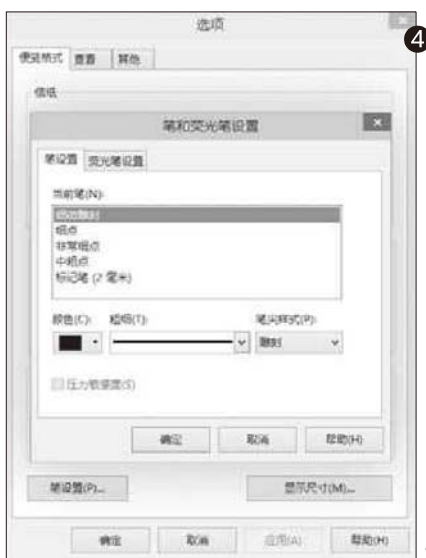 选项
4
便笺格式 查看 其他
信纸
笔和荧光笔设置
笔设置 荧光笔设置
当前笔(N):
细点
非常细点
中粗点
标记笔 (2 毫米)
颜色(C): 粗细(T): 笔尖样式(P):
雕刻
压力敏感度(S)
确定 取消 帮助(H)
笔设置(P)... 显示尺寸(M)...
确定 取消 应用(A) 帮助(H)